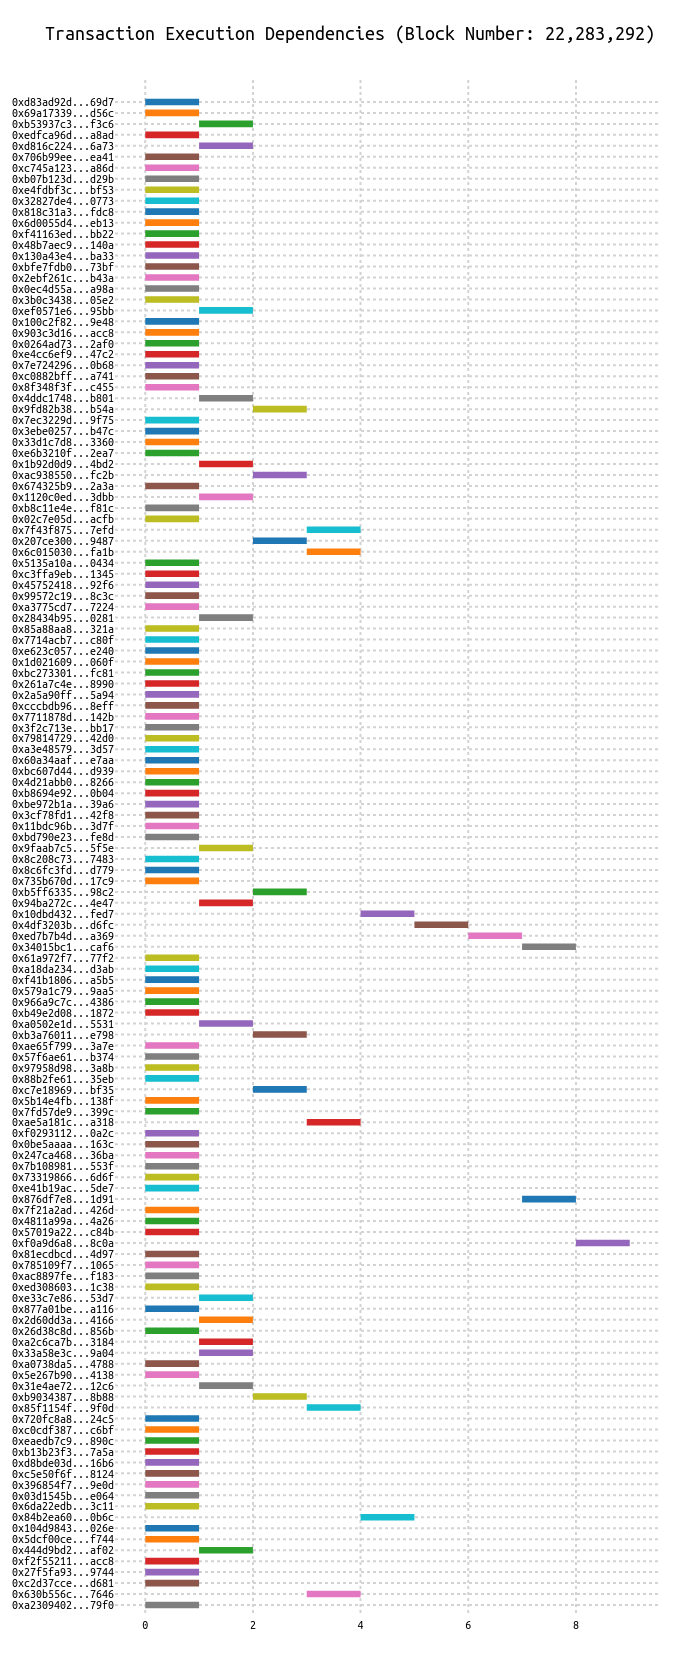 Transaction Execution Dependencies (Block Number: 22,283,292)
0xd83ad92d...69d7
0x69a17339...d56c
0xb53937c3...f3c6
0xedfca96d...a8ad
0xd816c224...6a73
0x706b99ee...ea41
0xc745a123...a86d
0xb07b123d...d29b
0xe4fdbf3c...bf53
0x32827de4...0773
0x818c31a3...fdc8
0x6d0055d4...eb13
0xf41163ed...bb22
0x48b7aec9...140a
0x130a43e4...ba33
0xbfe7fdb0...73bf
0x2ebf261c...b43a
0x0ec4d55a...a98a
0x3b0c3438...05e2
0xef0571e6...95bb
0x100c2f82...9e48
0x903c3d16...acc8
0x0264ad73...2af0
0xe4cc6ef9...47c2
0x7e724296...0b68
0xc0882bff...a741
0x8f348f3f...c455
0x4ddc1748...b801
0x9fd82b38...b54a
0x7ec3229d...9f75
0x3ebe0257...b47c
0x33d1c7d8...3360
0xe6b3210f...2ea7
0x1b92d0d9...4bd2
0xac938550...fc2b
0x674325b9...2a3a
0x1120c0ed...3dbb
0xb8c11e4e...f81c
0x02c7e05d...acfb
0x7f43f875...7efd
0x207ce300...9487
0x6c015030...fa1b
0x5135a10a...0434
0xc3ffa9eb...1345
0x45752418...92f6
0x99572c19...8c3c
0xa3775cd7...7224
0x28434b95...0281
0x85a88aa8...321a
0x7714acb7...c80f
0xe623c057...e240
0x1d021609...060f
0xbc273301...fc81
0x261a7c4e...8990
0x2a5a90ff...5a94
0xcccbdb96...8eff
0x7711878d...142b
0x3f2c713e...bb17
0x79814729...42d0
0xa3e48579...3d57
0x60a34aaf...e7aa
0xbc607d44...d939
0x4d21abb0...8266
0xb8694e92...0b04
0xbe972b1a...39a6
0x3cf78fd1...42f8
0x11bdc96b...3d7f
0xbd790e23...fe8d
0x9faab7c5...5f5e
0x8c208c73...7483
0x8c6fc3fd...d779
0x735b670d...17c9
0xb5ff6335...98c2
0x94ba272c...4e47
0x10dbd432...fed7
0x4df3203b...d6fc
0xed7b7b4d...a369
0x34015bc1...caf6
0x61a972f7...77f2
0xa18da234...d3ab
0xf41b1806...a5b5
0x579a1c79...9aa5
0x966a9c7c...4386
0xb49e2d08...1872
0xa0502e1d...5531
0xb3a76011...e798
0xae65f799...3a7e
0x57f6ae61...b374
0x97958d98...3a8b
0x88b2fe61...35eb
0xc7e18969...bf35
0x5b14e4fb...138f
0x7fd57de9...399c
0xae5a181c...a318
0xf0293112...0a2c
0x0be5aaaa...163c
0x247ca468...36ba
0x7b108981...553f
0x73319866...6d6f
0xe41b19ac...5de7
0x876df7e8...1d91
0x7f21a2ad...426d
0x4811a99a...4a26
0x57019a22...c84b
0xf0a9d6a8...8c0a
0x81ecdbcd...4d97
0x785109f7...1065
0xac8897fe...f183
0xed308603...1c38
0xe33c7e86...53d7
0x877a01be...a116
0x2d60dd3a...4166
0x26d38c8d...856b
0xa2c6ca7b...3184
0x33a58e3c...9a04
0xa0738da5...4788
0x5e267b90...4138
0x31e4ae72...12c6
0xb9034387...8b88
0x85f1154f...9f0d
0x720fc8a8...24c5
0xc0cdf387...c6bf
0xeaedb7c9...890c
0xb13b23f3...7a5a
0xd8bde03d...16b6
0xc5e50f6f...8124
0x396854f7...9e0d
0x03d1545b...e064
0x6da22edb...3c11
0x84b2ea60...0b6c
0x104d9843...026e
0x5dcf00ce...f744
0x444d9bd2...af02
0xf2f55211...acc8
0x27f5fa93...9744
0xc2d37cce...d681
0x630b556c...7646
0xa2309402...79f0
0 2 4 6 8